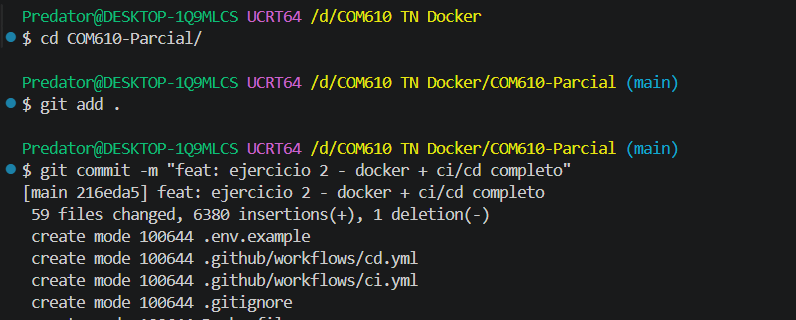 Predator@DESKTOP-1Q9MLCS UCRT64 /d/COM610 TN Docker
$ cd COM610-Parcial/
Predator@DESKTOP-1Q9MLCS UCRT64 /d/COM610 TN Docker/COM610-Parcial (main)
$ git add .
Predator@DESKTOP-1Q9MLCS UCRT64 /d/COM610 TN Docker/COM610-Parcial (main)
$ git commit -m "feat: ejercicio 2 - docker + ci/cd completo"
[main 216eda5] feat: ejercicio 2 - docker + ci/cd completo
59 files changed, 6380 insertions(+), 1 deletion(-)
create mode 100644 .env.example
create mode 100644 .github/workflows/cd.yml
create mode 100644 .github/workflows/ci.yml
create mode 100644 .gitignore